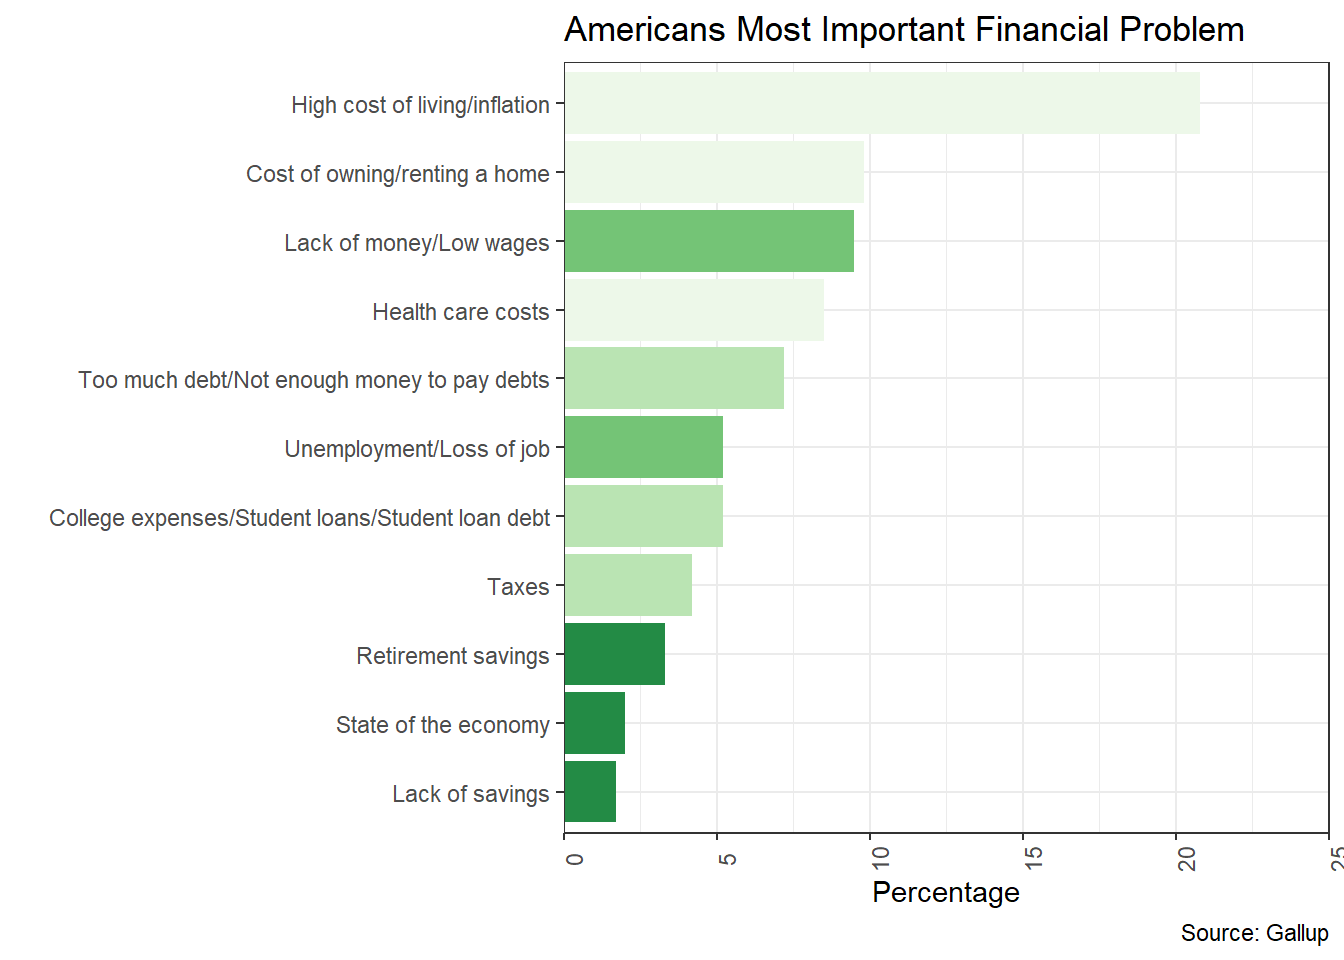 Americans Most Important Financial Problem
High cost of living/inflation
Cost of owning/renting a home
Lack of money/Low wages
Health care costs
Too much debt/Not enough money to pay debts
Unemployment/Loss of job
College expenses/Student loans/Student loan debt
Taxes
Retirement savings
State of the economy
Lack of savings
0
5
10
15
20
25
Percentage
Source: Gallup